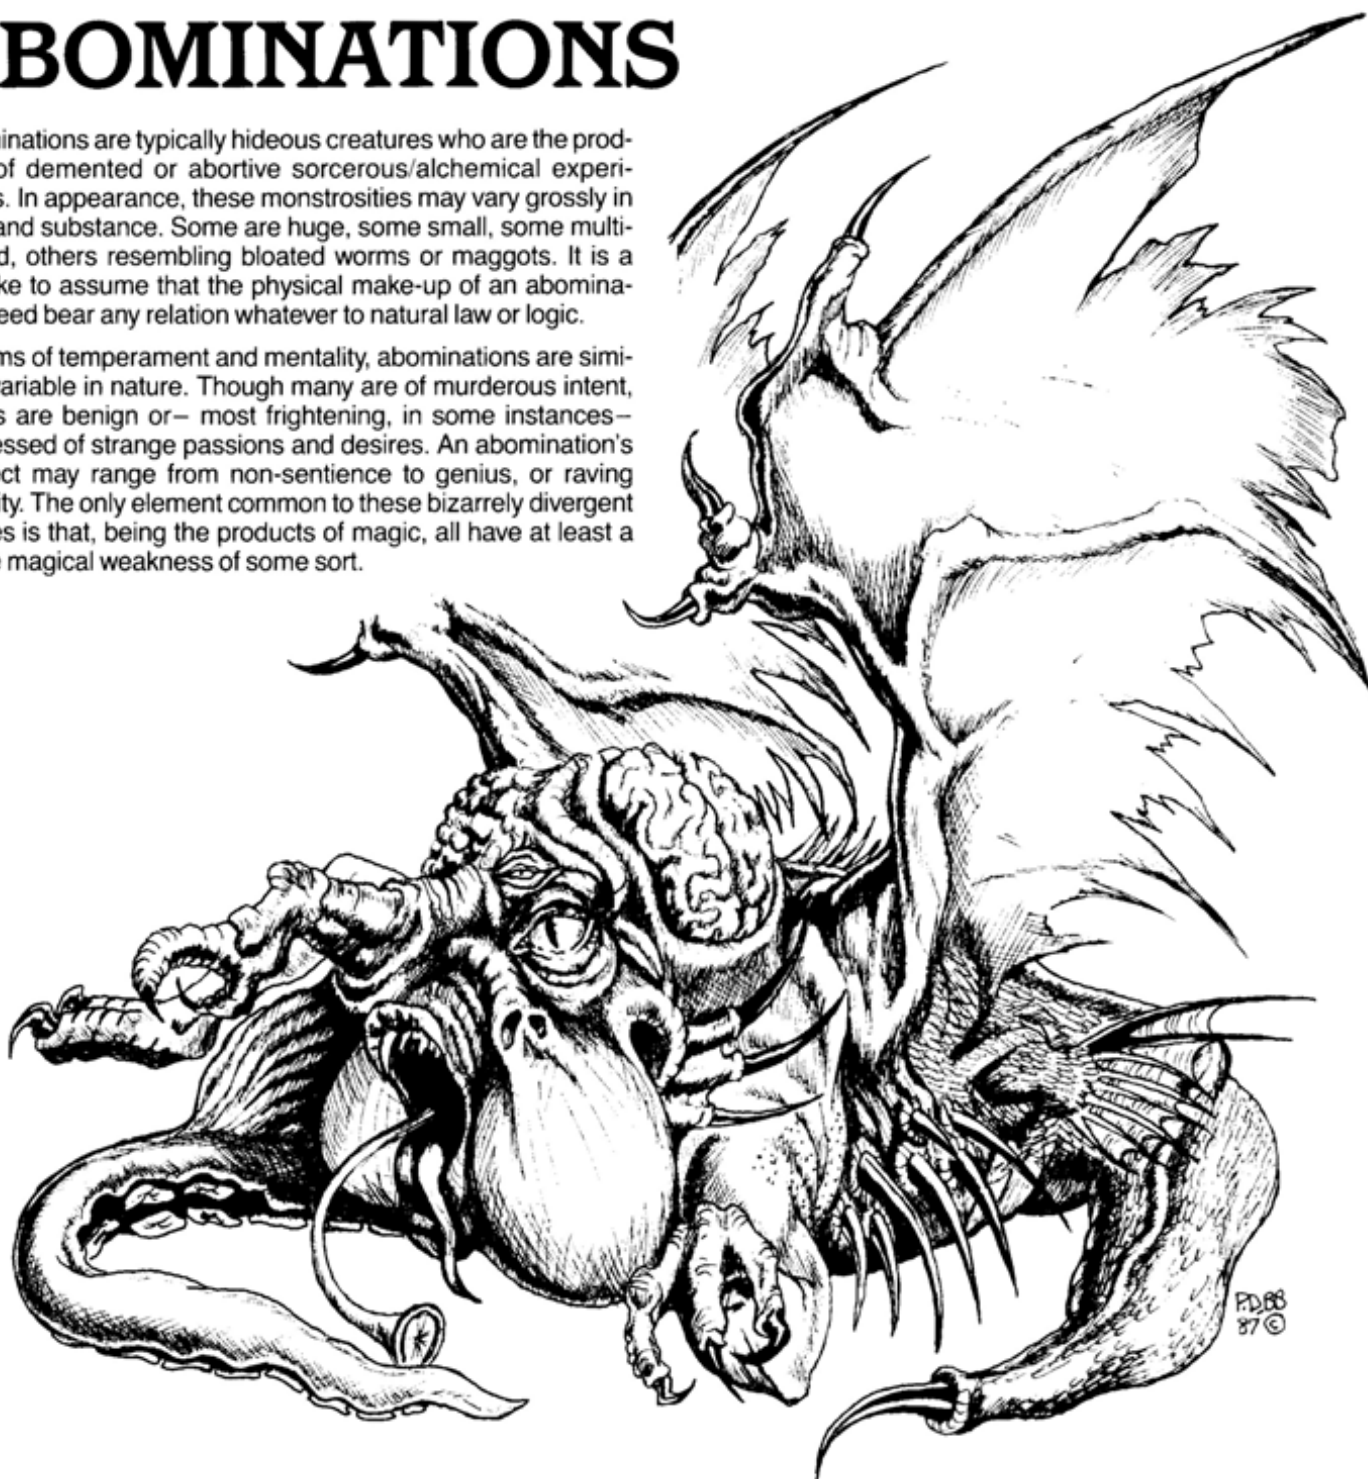 BOMINATIONS
inations are typically hideous creatures who are the prod-
of demented or abortive sorcerous/alchemical experi-
s. In appearance, these monstrosities may vary grossly in
and substance. Some are huge, some small, some multi-
d, others resembling bloated worms or maggots. It is a
ke to assume that the physical make-up of an abomina-
eed bear any relation whatever to natural law or logic.
ms of temperament and mentality, abominations are simi-
variable in nature. Though many are of murderous intent,
s are benign or– most frightening, in some instances–
essed of strange passions and desires. An abomination's
ct may range from non-sentience to genius, or raving
ity. The only element common to these bizarrely divergent
es is that, being the products of magic, all have at least a
e magical weakness of some sort.
P.D.BB
87 ©